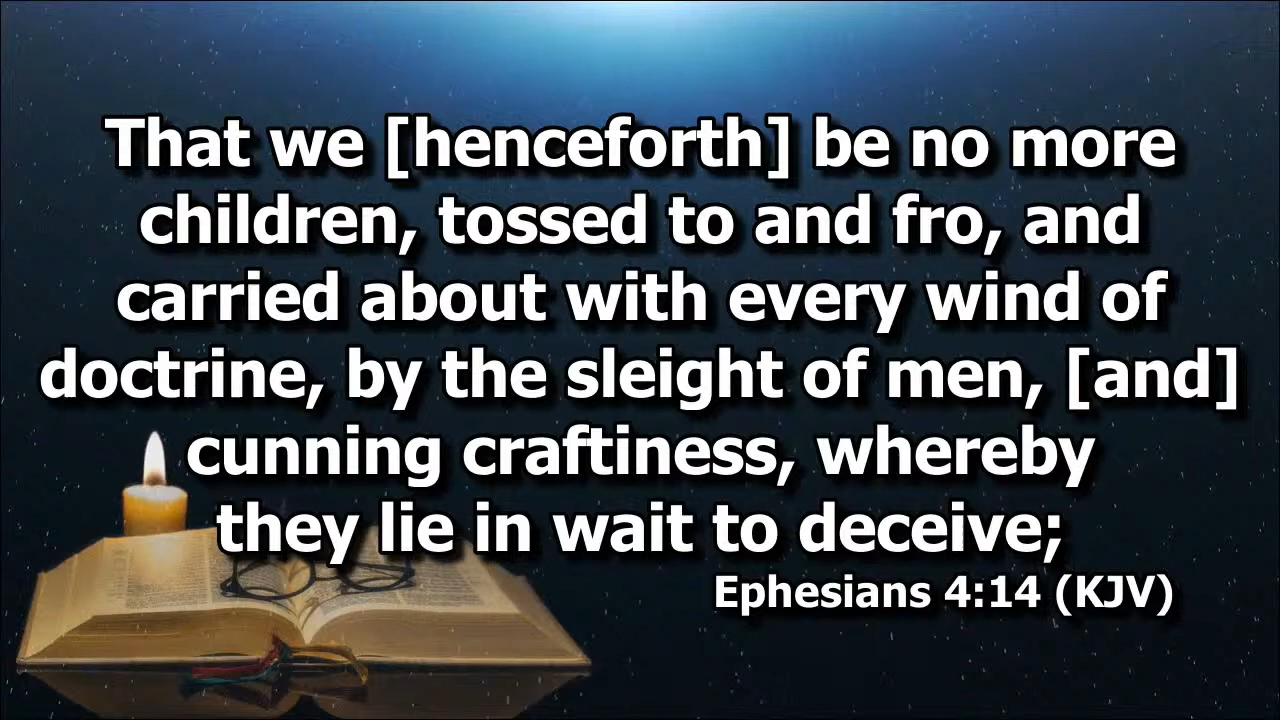 That we [henceforth] be no more
children, tossed to and fro, and
carried about with every wind of
doctrine, by the sleight of men, [and]
cunning craftiness, whereby
they lie in wait to deceive;
Ephesians 4:14 (KJV)